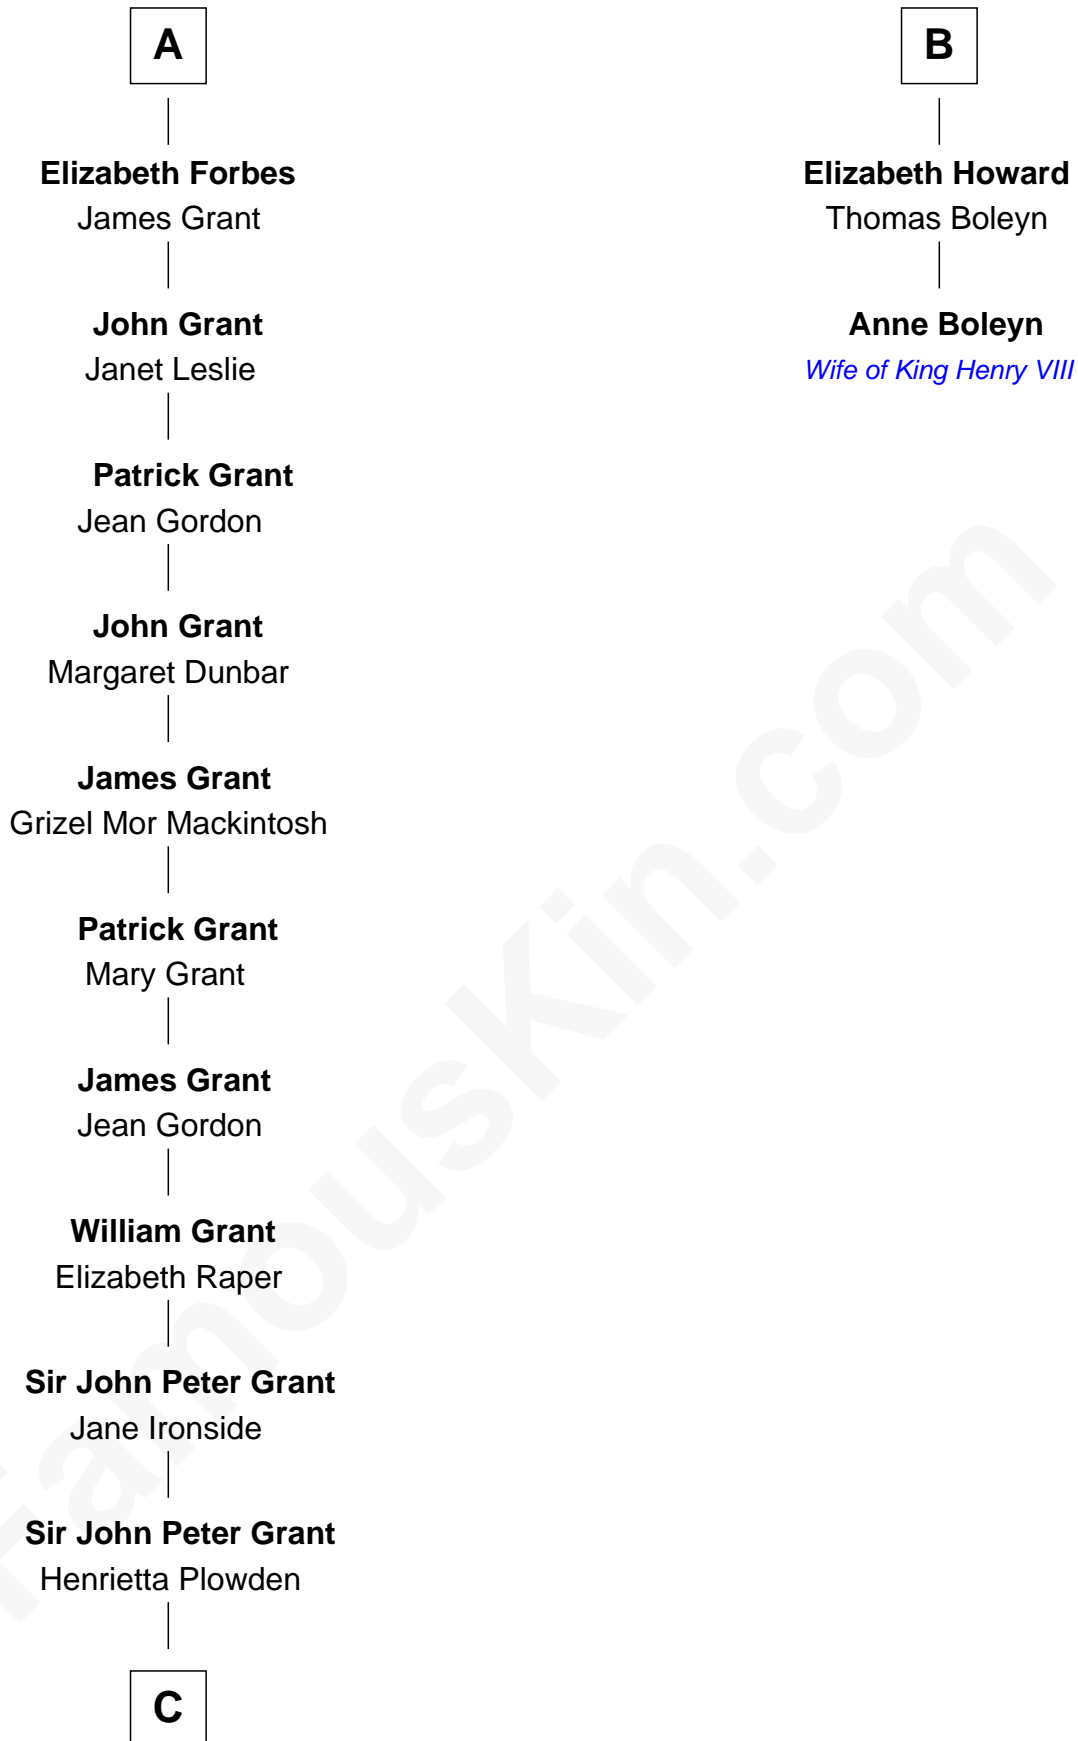 A
Elizabeth Forbes
James Grant
John Grant
Janet Leslie
Patrick Grant
Jean Gordon
John Grant
Margaret Dunbar
James Grant
Grizel Mor Mackintosh
Patrick Grant
Mary Grant
James Grant
Jean Gordon
William Grant
Elizabeth Raper
Sir John Peter Grant
Jane Ironside
Sir John Peter Grant
Henrietta Plowden
C
B
Elizabeth Howard
Thomas Boleyn
Anne Boleyn
Wife of King Henry VIII
FamousKin.com